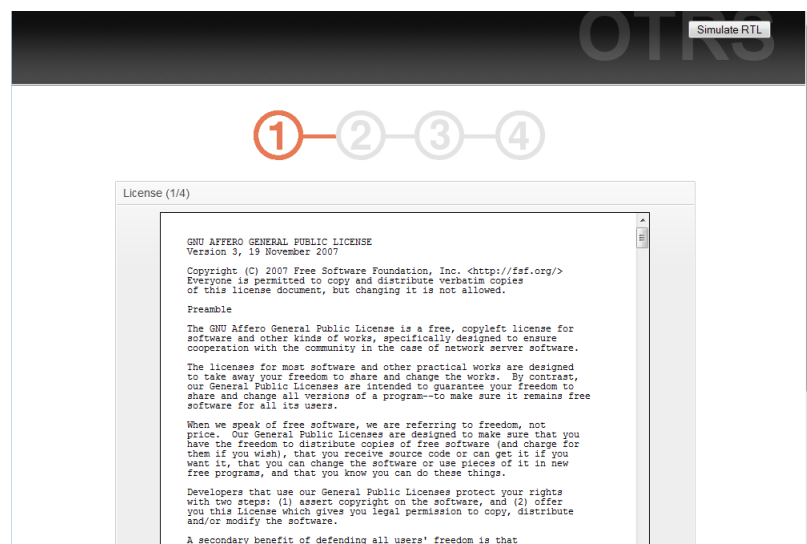 OTRS
Simulate RTL
1 2 3 4
License (1/4)
GNU AFFERO GENERAL PUBLIC LICENSE
Version 3, 19 November 2007
Copyright (C) 2007 Free Software Foundation, Inc. <http://fsf.org/>
Everyone is permitted to copy and distribute verbatim copies
of this license document, but changing it is not allowed.
Preamble
The GNU Affero General Public License is a free, copyleft license for
software and other kinds of works, specifically designed to ensure
cooperation with the community in the case of network server software.
The licenses for most software and other practical works are designed
to take away your freedom to share and change the works.  By contrast,
our General Public Licenses are intended to guarantee your freedom to
share and change all versions of a program--to make sure it remains free
software for all its users.
When we speak of free software, we are referring to freedom, not
price.  Our General Public Licenses are designed to make sure that you
have the freedom to distribute copies of free software (and charge for
them if you wish), that you receive source code or can get it if you
want it, that you can change the software or use pieces of it in new
free programs, and that you know you can do these things.
Developers that use our General Public Licenses protect your rights
with two steps: (1) assert copyright on the software, and (2) offer
you this License which gives you legal permission to copy, distribute
and/or modify the software.
A secondary benefit of defending all users' freedom is that